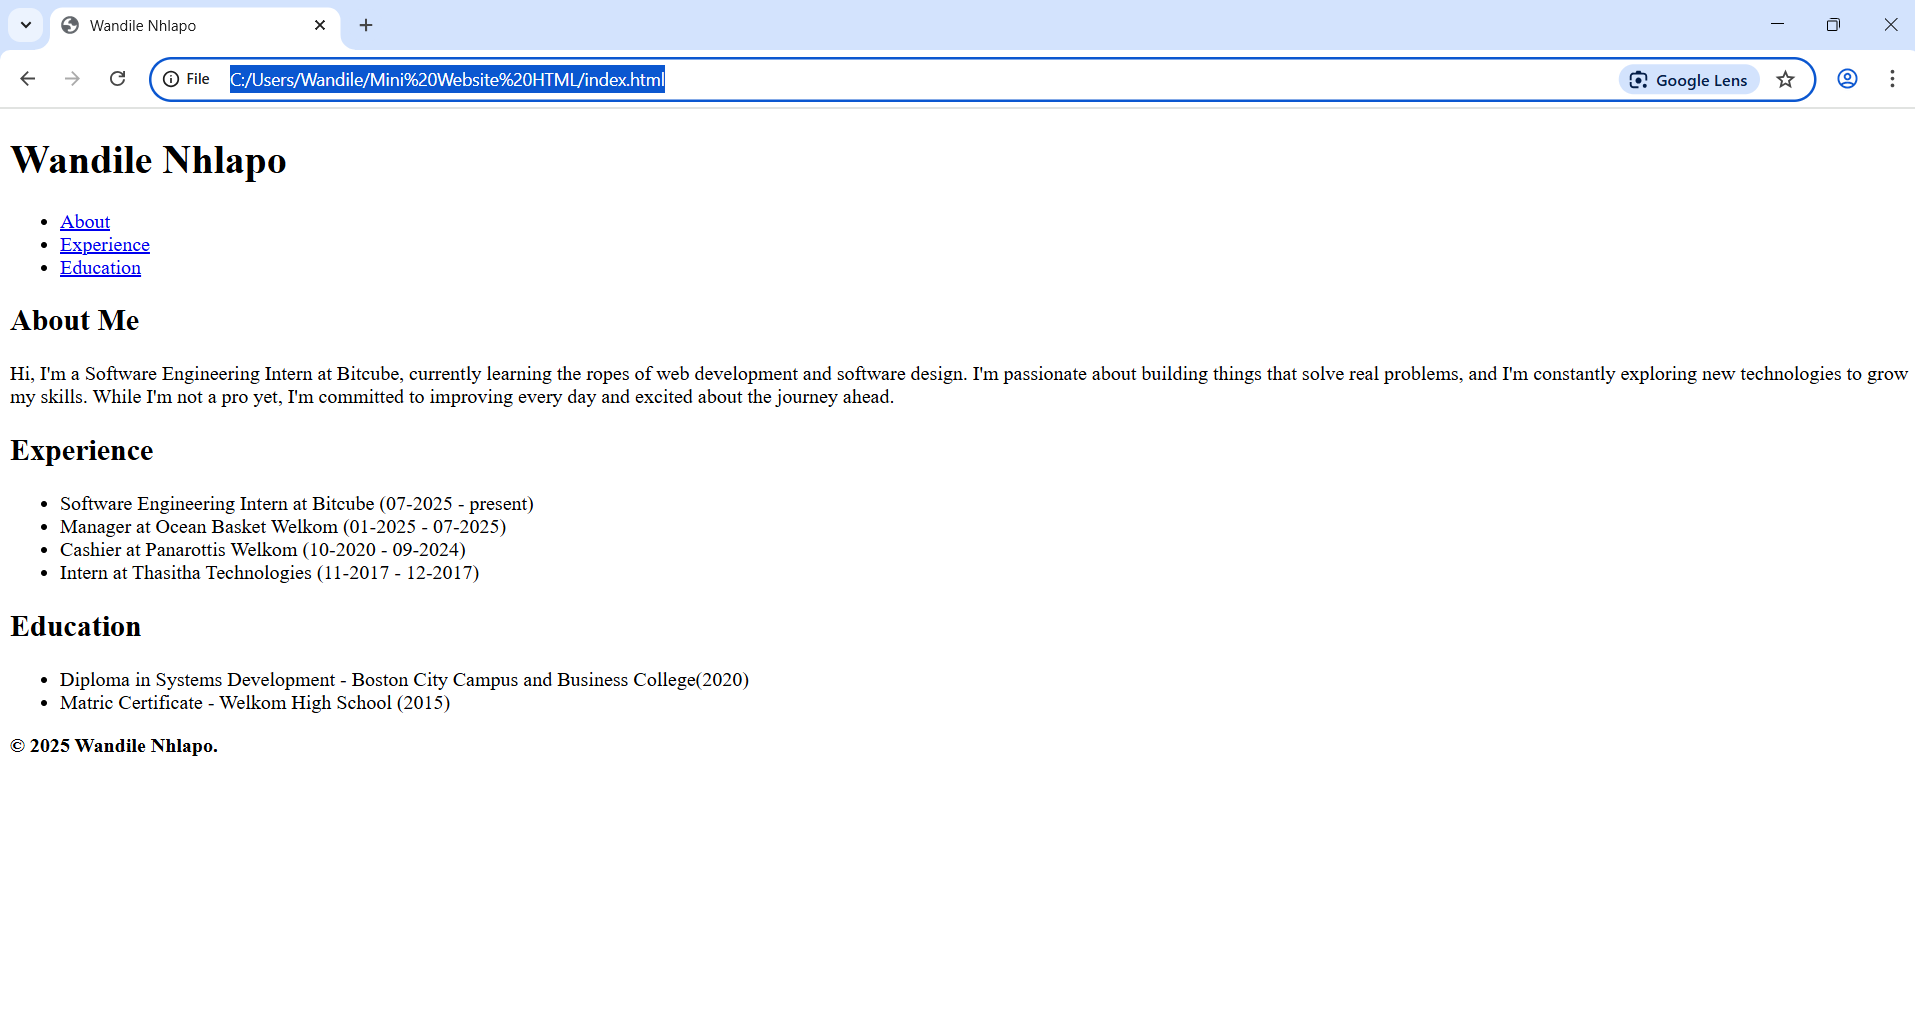 Wandile Nhlapo
File
C:/Users/Wandile/Mini%20Website%20HTML/index.html
Google Lens
Wandile Nhlapo
About
Experience
Education
About Me
Hi, I'm a Software Engineering Intern at Bitcube, currently learning the ropes of web development and software design. I'm passionate about building things that solve real problems, and I'm constantly exploring new technologies to grow
my skills. While I'm not a pro yet, I'm committed to improving every day and excited about the journey ahead.
Experience
Software Engineering Intern at Bitcube (07-2025 - present)
Manager at Ocean Basket Welkom (01-2025 - 07-2025)
Cashier at Panarottis Welkom (10-2020 - 09-2024)
Intern at Thasitha Technologies (11-2017 - 12-2017)
Education
Diploma in Systems Development - Boston City Campus and Business College(2020)
Matric Certificate - Welkom High School (2015)
© 2025 Wandile Nhlapo.